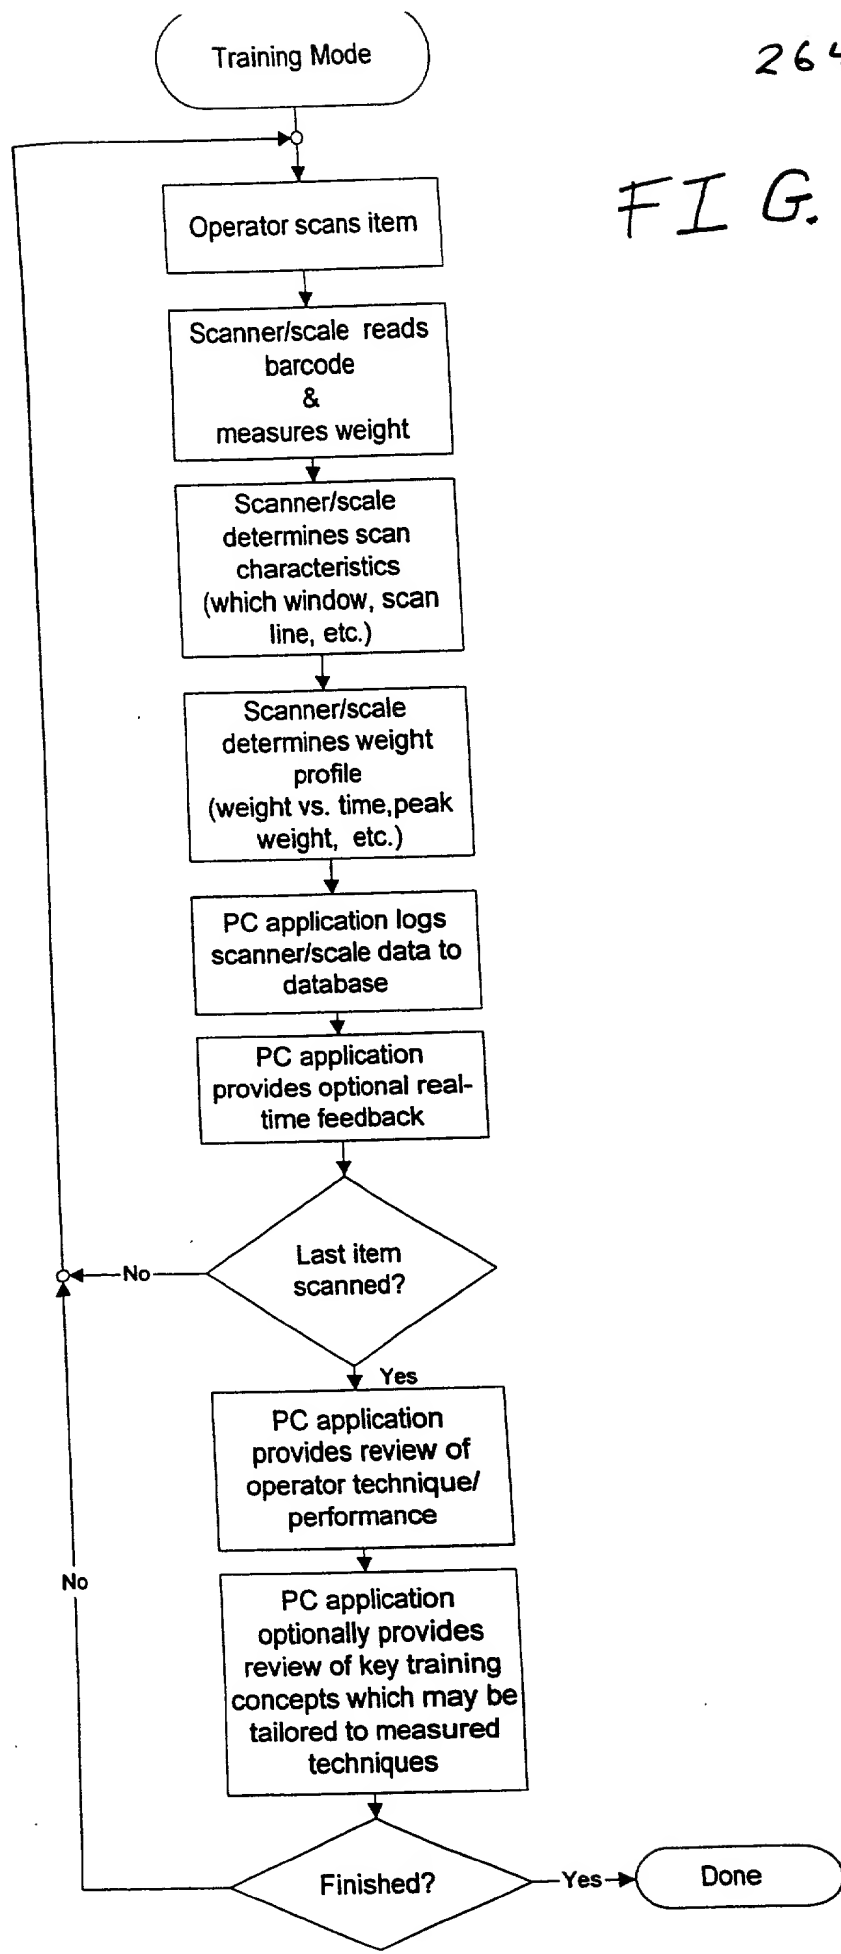 Training Mode
264
FIG.
Operator scans item
Scanner/scale reads
barcode
&
measures weight
Scanner/scale
determines scan
characteristics
(which window, scan
line, etc.)
Scanner/scale
determines weight
profile
(weight vs. time,peak
weight, etc.)
PC application logs
scanner/scale data to
database
PC application
provides optional real-
time feedback
Last item
scanned?
No
Yes
PC application
provides review of
operator technique/
performance
No
PC application
optionally provides
review of key training
concepts which may be
tailored to measured
techniques
Finished?
Yes
Done